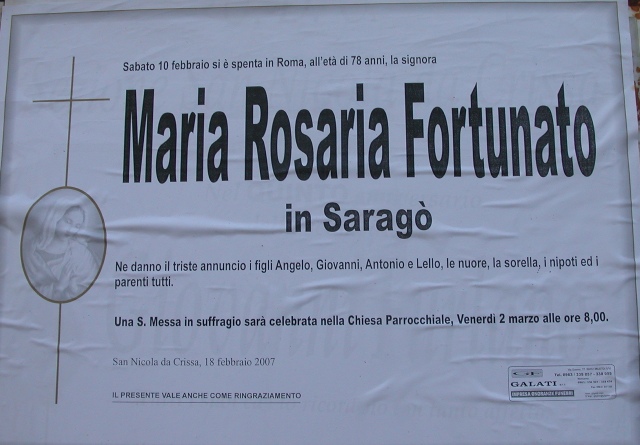 Sabato 10 febbraio si è spenta in Roma, all'età di 78 anni, la signora
Maria Rosaria Fortunato
in Saragò
Ne danno il triste annuncio i figli Angelo, Giovanni, Antonio e Lello, le nuore, la sorella, i nipoti ed i
parenti tutti.
Una S. Messa in suffragio sarà celebrata nella Chiesa Parrocchiale, Venerdì 2 marzo alle ore 8,00.
San Nicola da Crissa, 18 febbraio 2007
IL PRESENTE VALE ANCHE COME RINGRAZIAMENTO
GALATI
IMPRESA ONORANZE FUNEBRI